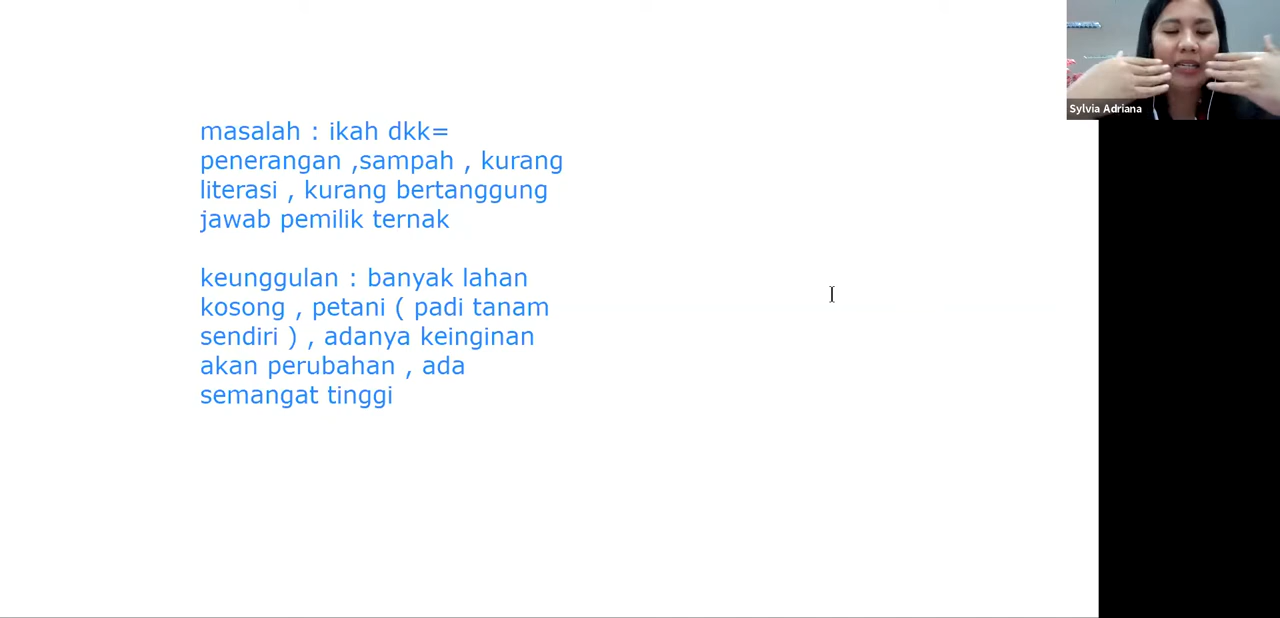 masalah : ikah dkk=
penerangan ,sampah , kurang
literasi , kurang bertanggung
jawab pemilik ternak
keunggulan : banyak lahan
kosong , petani ( padi tanam
sendiri ) , adanya keinginan
akan perubahan , ada
semangat tinggi
Sylvia Adriana